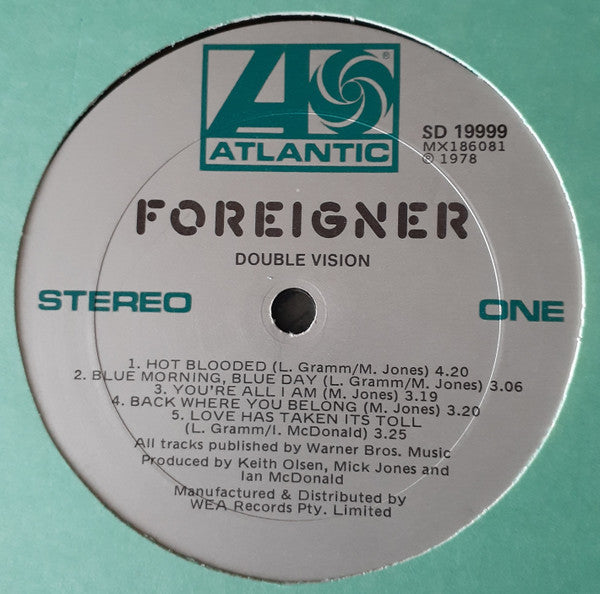 ATLANTIC
®
SD 19999
MX186081
℗ 1978
FOREIGNER
DOUBLE VISION
STEREO
ONE
1. HOT BLOODED (L. Gramm/M. Jones) 4.20
2. BLUE MORNING, BLUE DAY (L. Gramm/M. Jones) 3.06
3. YOU'RE ALL I AM (M. Jones) 3.19
4. BACK WHERE YOU BELONG (M. Jones) 3.20
5. LOVE HAS TAKEN ITS TOLL
(L. Gramm/I. McDonald) 3.25
All tracks published by Warner Bros. Music
Produced by Keith Olsen, Mick Jones and
Ian McDonald
Manufactured & Distributed by
WEA Records Pty. Limited